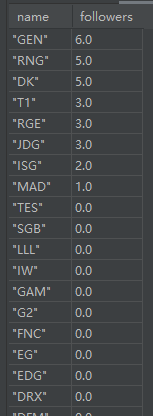 name followers
"GEN" 6.0
"RNG" 5.0
"DK" 5.0
"T1" 3.0
"RGE" 3.0
"JDG" 3.0
"ISG" 2.0
"MAD" 1.0
"TES" 0.0
"SGB" 0.0
"LLL" 0.0
"IW" 0.0
"GAM" 0.0
"G2" 0.0
"FNC" 0.0
"EG" 0.0
"EDG" 0.0
"DRX" 0.0